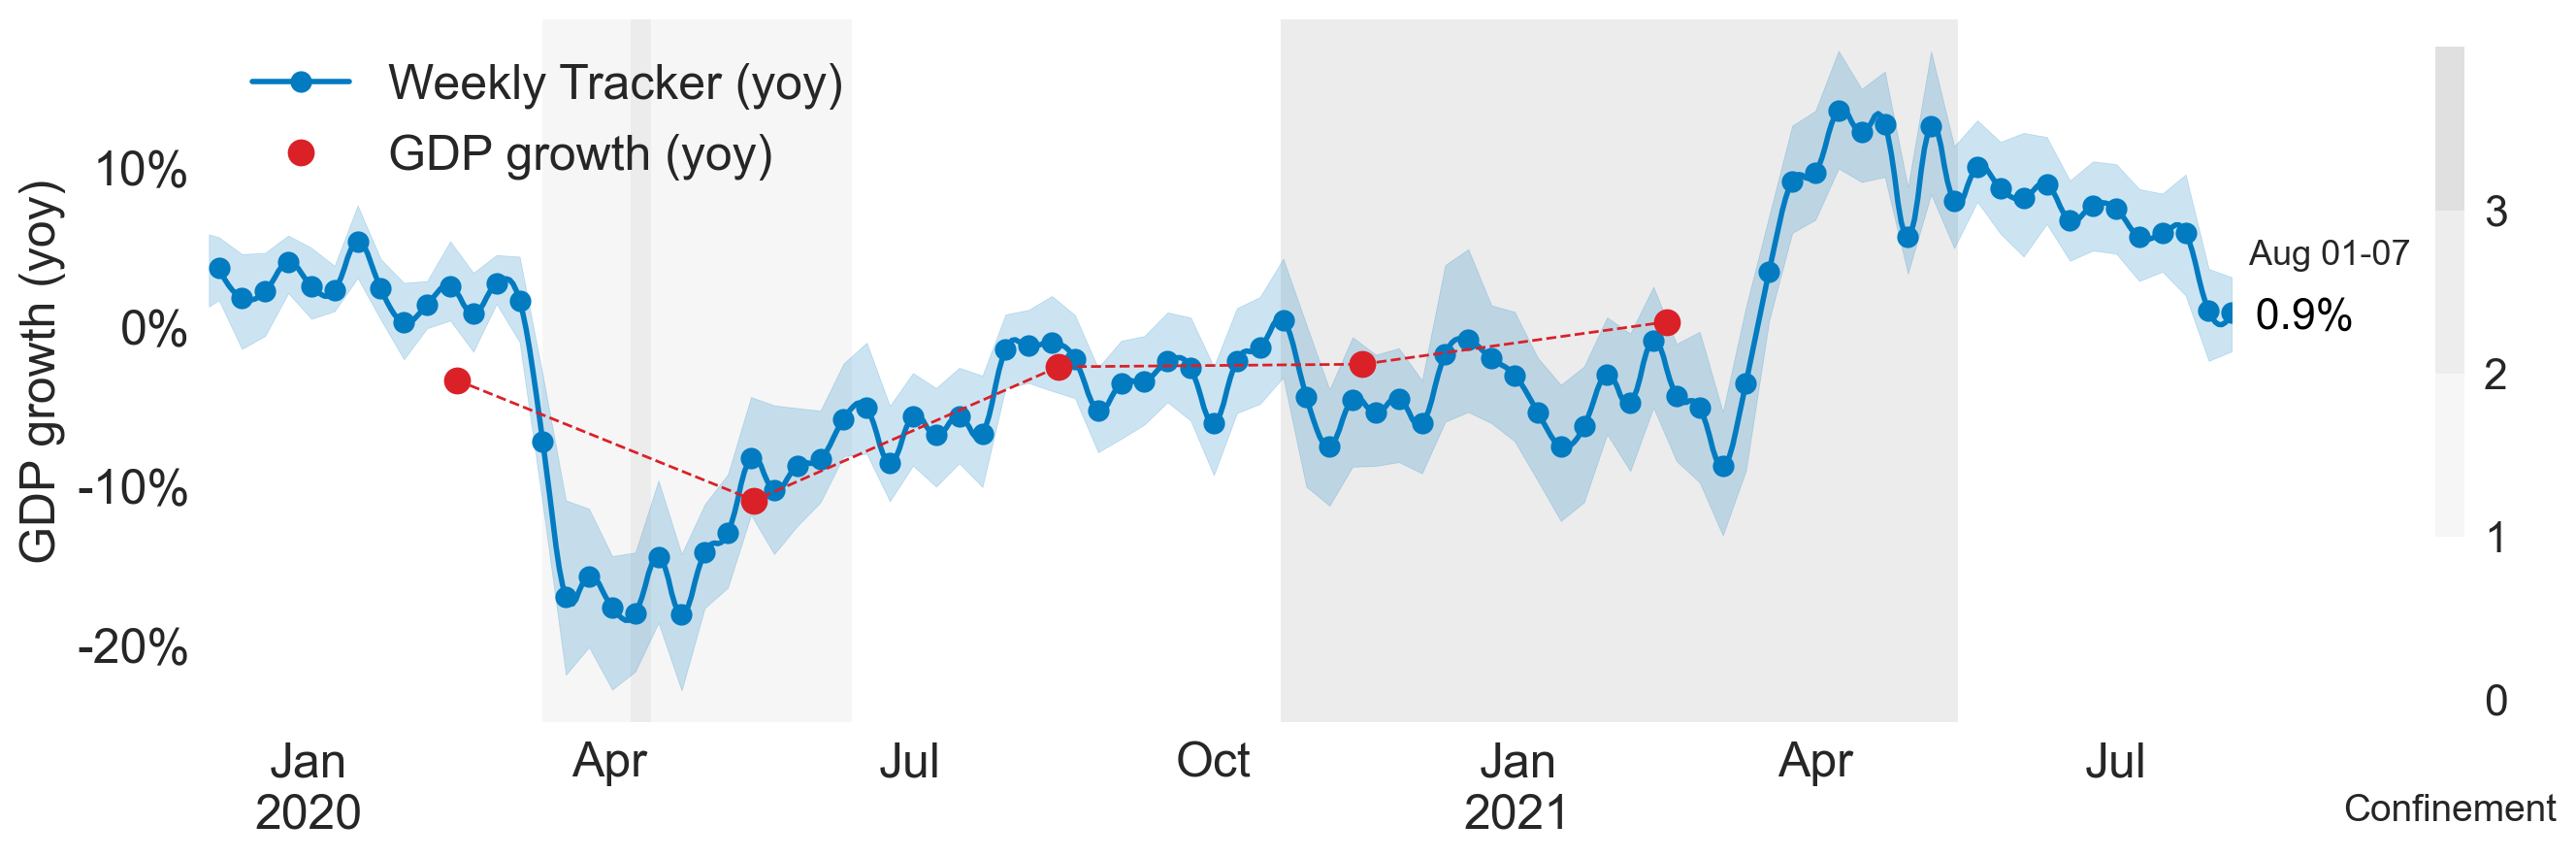 Weekly Tracker (yoy)
GDP growth (yoy)
GDP growth (yoy)
10%
0%
-10%
-20%
Jan
2020
Apr
Jul
Oct
Jan
2021
Apr
Jul
Aug 01-07
0.9%
3
2
1
0
Confinement